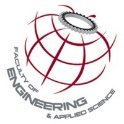 FACULTY OF
ENGINEERING
& APPLIED SCIENCE